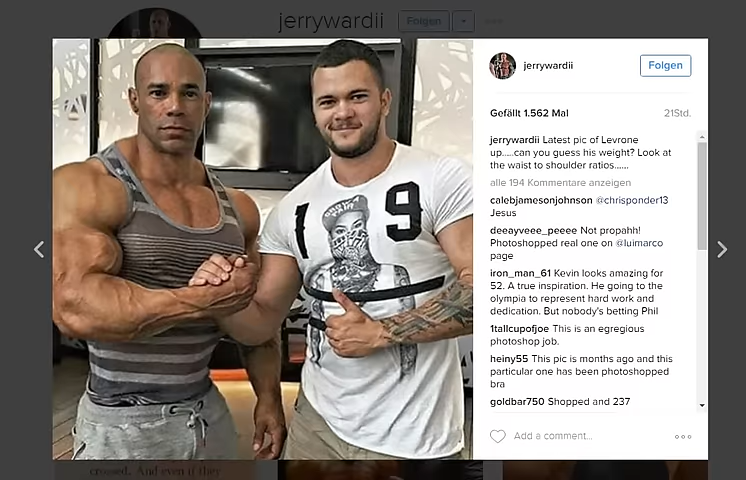 jerrywardii
Folgen
jerrywardii
Folgen
Gefällt 1.562 Mal
21Std.
jerrywardii Latest pic of Levrone
up.....can you guess his weight? Look at
the waist to shoulder ratios......
alle 194 Kommentare anzeigen
calebjamesonjohnson @chrisponder13
Jesus
deeayveee_peeee Not propahh!
Photoshopped real one on @luimarco
page
iron_man_61 Kevin looks amazing for
52. A true inspiration. He going to the
olympia to represent hard work and
dedication. But nobody's betting Phil
1tallcupofjoe This is an egregious
photoshop job.
heiny55 This pic is months ago and this
particular one has been photoshopped
bra
goldbar750 Shopped and 237
Add a comment...
19
crossed. And even if they